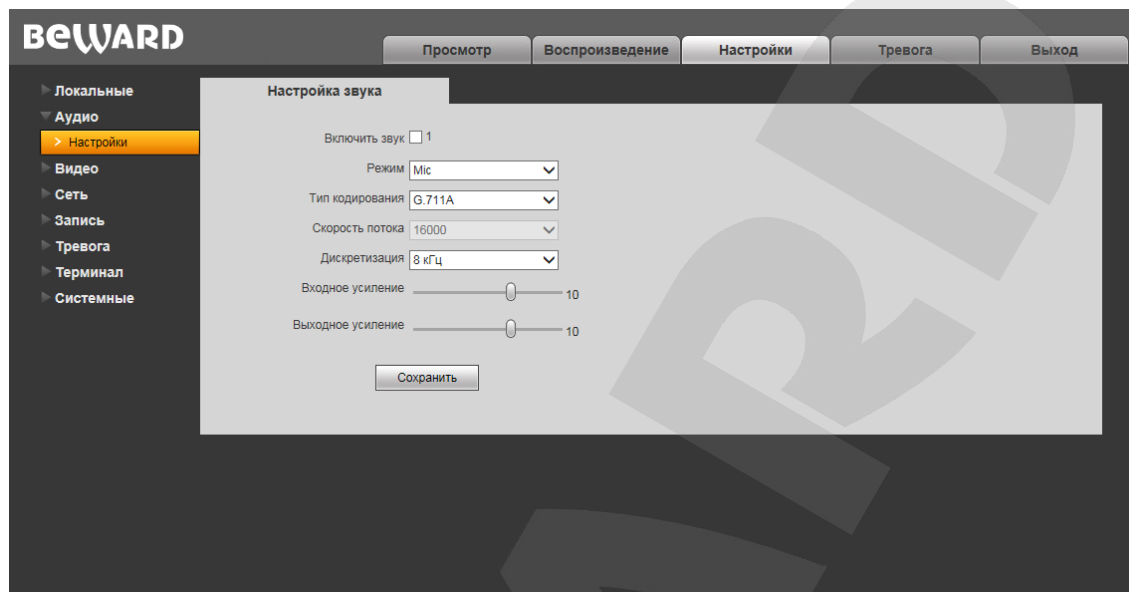 BEWARD
Просмотр Воспроизведение Настройки Тревога Выход
Локальные
Аудио
> Настройки
Видео
Сеть
Запись
Тревога
Терминал
Системные
Настройка звука
Включить звук 1
Режим Mic
Тип кодирования G.711A
Скорость потока 16000
Дискретизация 8 кГц
Входное усиление 10
Выходное усиление 10
Сохранить